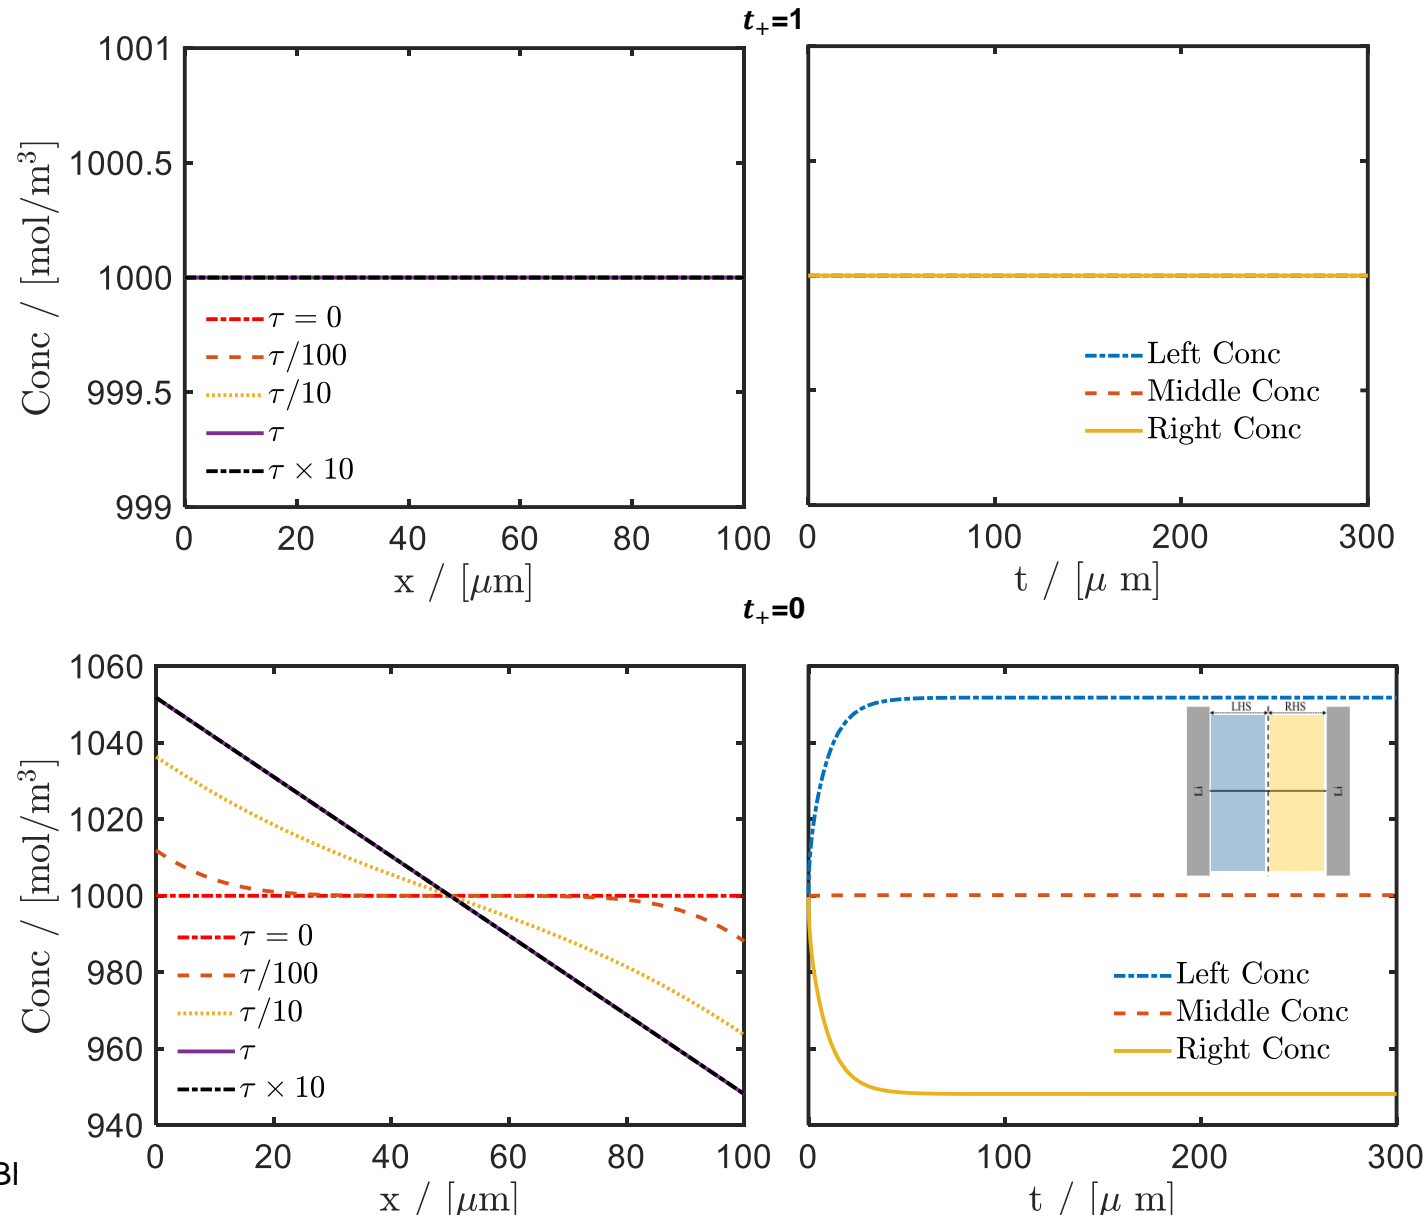 t₊=1
1001
1000.5
1000
999.5
999
Conc / [mol/m³]
τ = 0
τ/100
τ/10
τ
τ × 10
0 20 40 60 80 100
x / [μm]
Left Conc
Middle Conc
Right Conc
0 100 200 300
t / [μ m]
t₊=0
1060
1040
1020
1000
980
960
940
Conc / [mol/m³]
τ = 0
τ/100
τ/10
τ
τ × 10
0 20 40 60 80 100
x / [μm]
LHS RHS
Li Li
Left Conc
Middle Conc
Right Conc
0 100 200 300
t / [μ m]